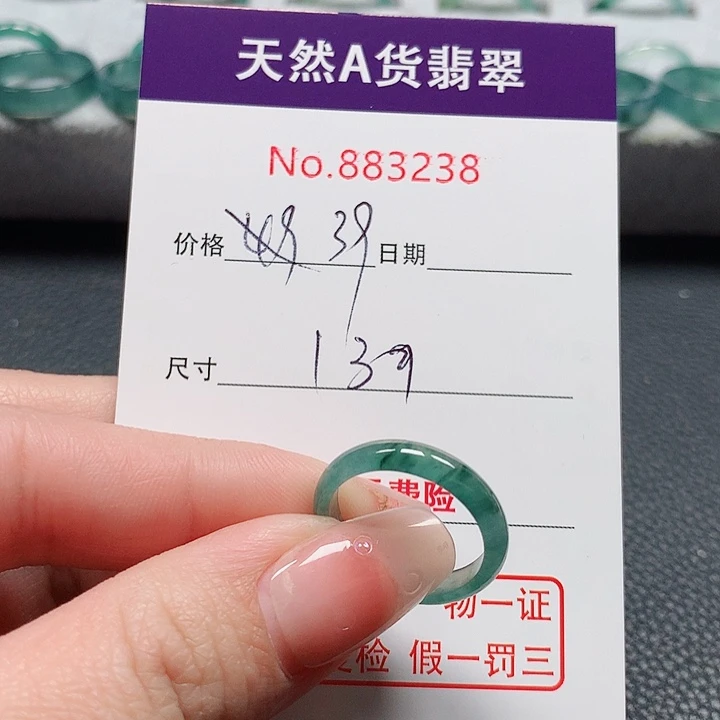 天然A货翡翠
No.883238
价格 39 日期
尺寸 13
费险
物一证
检 假一罚三